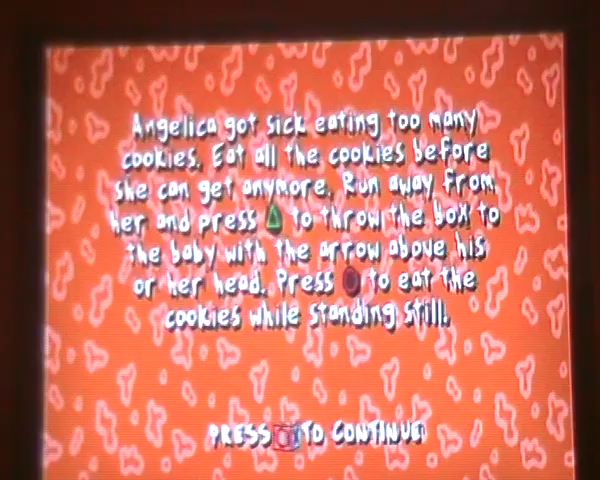 Angelica got sick eating too many
cookies. Eat all the cookies before
she can get anymore. Run away from
her and press to throw the box to
the baby with the arrow above his
or her head. Press to eat the
cookies while standing still.
PRESS TO CONTINUE